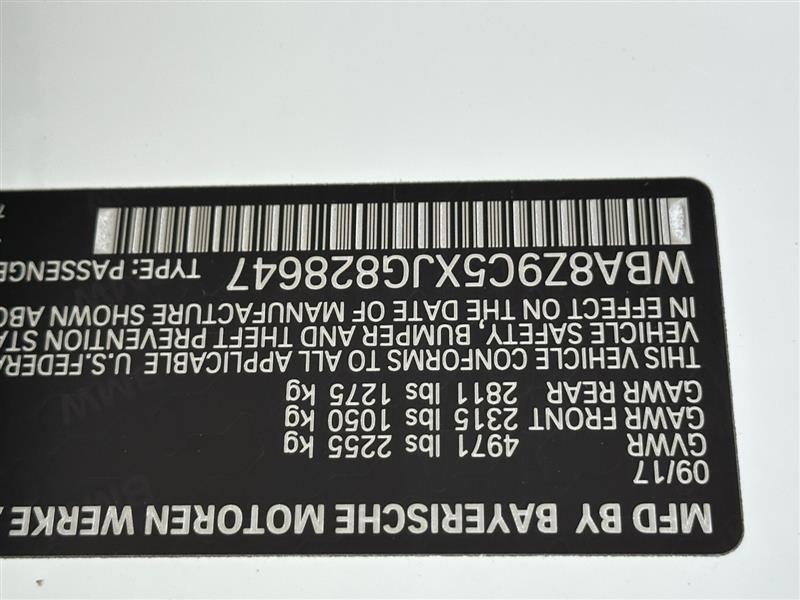 MFD BY BAYERISCHE MOTOREN WERKE
09/17
GVWR 4971 lbs 2255 kg
GAWR FRONT 2315 lbs 1050 kg
GAWR REAR 2811 lbs 1275 kg
THIS VEHICLE CONFORMS TO ALL APPLICABLE U.S.FEDERA
VEHICLE SAFETY, BUMPER AND THEFT PREVENTION STA
IN EFFECT ON THE DATE OF MANUFACTURE SHOWN ABO
WBA8Z9C5XJG828647 TYPE: PASSENGE